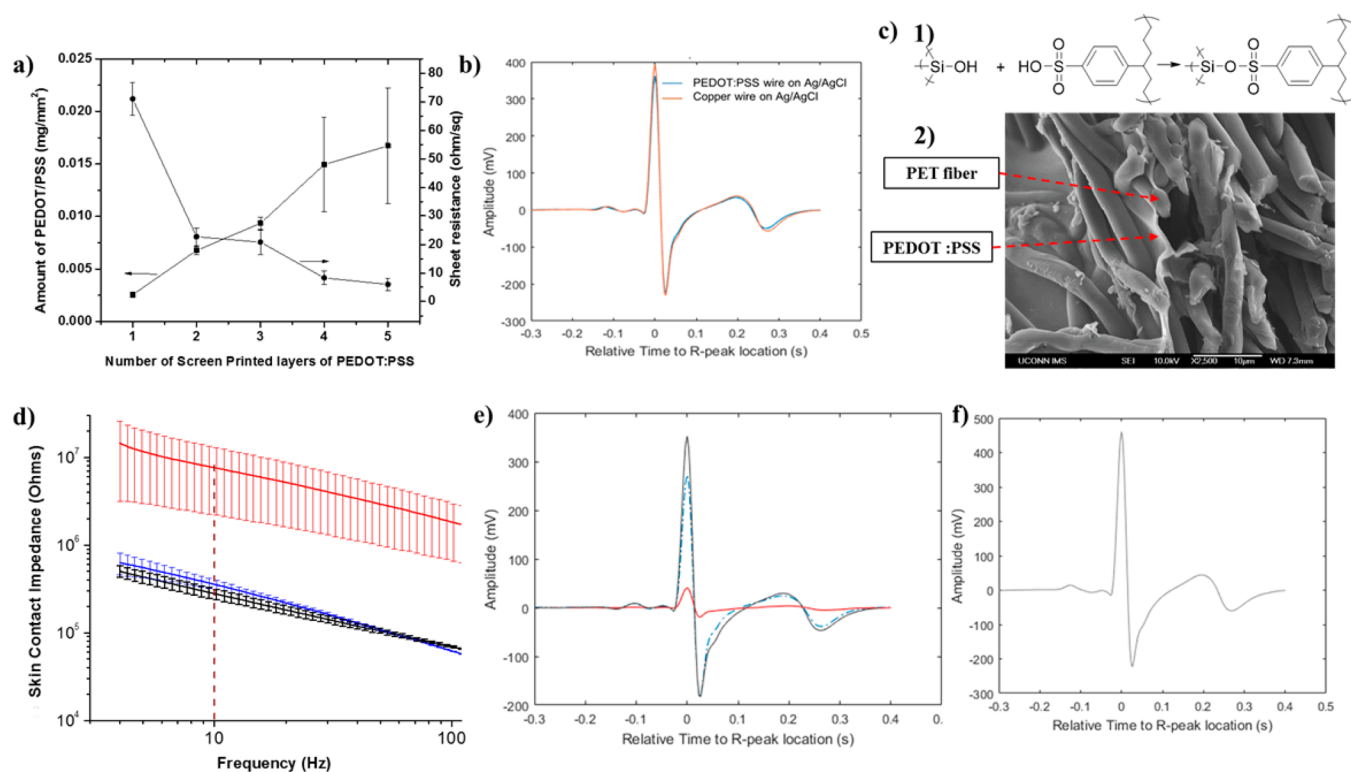 a)
Amount of PEDOT/PSS (mg/mm²)
0.025
0.020
0.015
0.010
0.005
0.000
80
70
60
50
40
30
20
10
0
Sheet resistance (ohm/sq)
1 2 3 4 5
Number of Screen Printed layers of PEDOT:PSS
b)
Amplitude (mV)
400
300
200
100
0
-100
-200
-300
PEDOT:PSS wire on Ag/AgCl
Copper wire on Ag/AgCl
-0.3 -0.2 -0.1 0 0.1 0.2 0.3 0.4 0.5
Relative Time to R-peak location (s)
c) 1)
Si-OH + HO S O O Si-O S O O
2)
PET fiber
PEDOT :PSS
UCONN IMS SEI 10.0kV X2,500 10μm WD 7.3mm
d)
Skin Contact Impedance (Ohms)
10⁷
10⁶
10⁵
10⁴
10 100
Frequency (Hz)
e)
Amplitude (mV)
400
300
200
100
0
-100
-200
-0.3 -0.2 -0.1 0 0.1 0.2 0.3 0.4 0.
Relative Time to R-peak location (s)
f)
Amplitude (mV)
500
400
300
200
100
0
-100
-200
-300
-0.3 -0.2 -0.1 0 0.1 0.2 0.3 0.4 0.5
Relative Time to R-peak location (s)